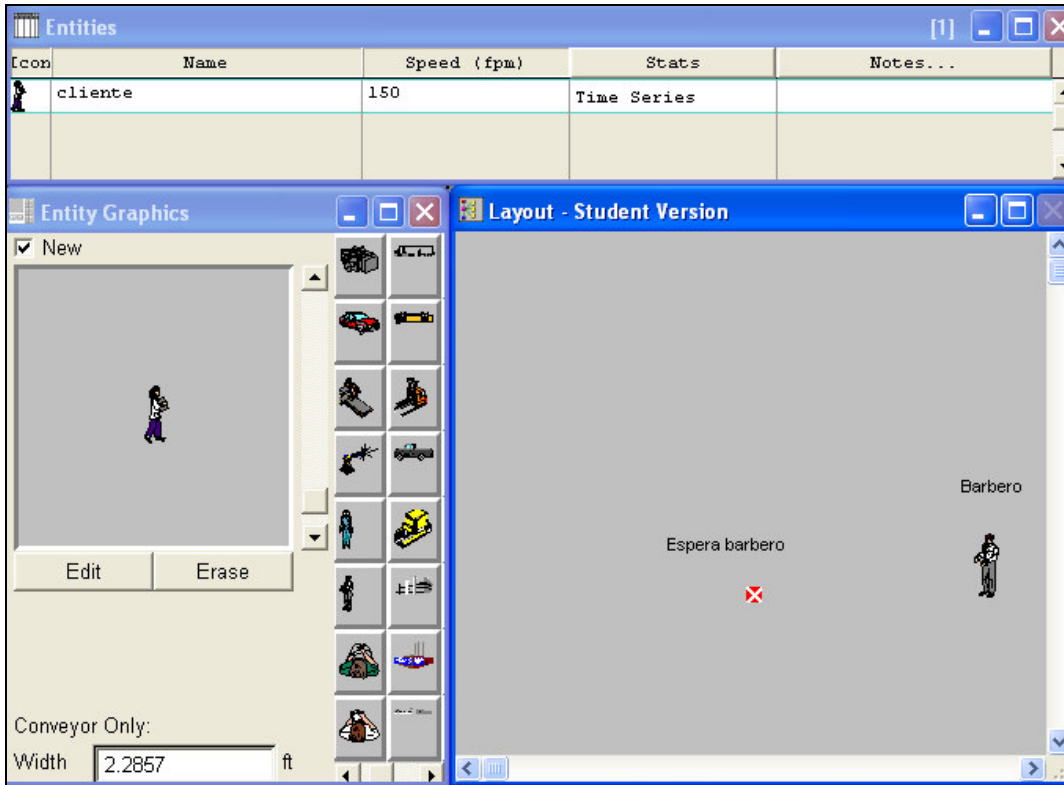 Entities [1]
Icon Name Speed (fpm) Stats Notes...
cliente 150 Time Series
Entity Graphics
New
Edit Erase
Conveyor Only:
Width 2.2857 ft
Layout - Student Version
Barbero
Espera barbero